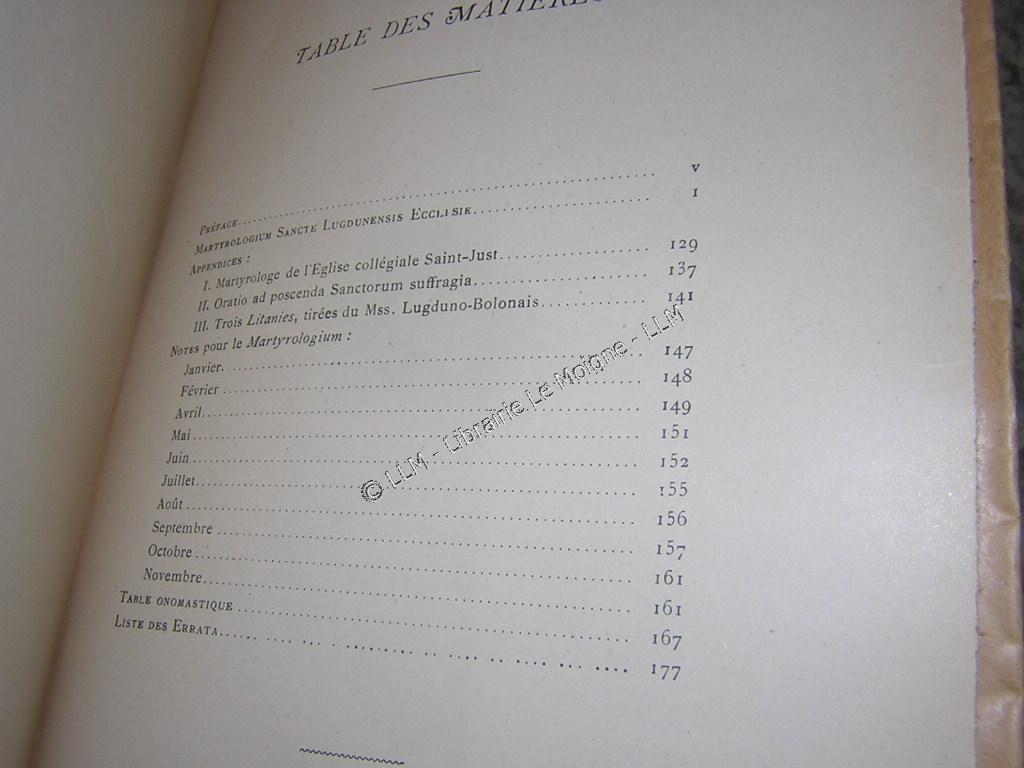 TABLE DES MATIÈRES
PRÉFACE........ V
MARTYROLOGIUM SANCTE LUGDUNENSIS ECCLISIE........ 1
APPENDICES :
I. Martyrologe de l'Eglise collégiale Saint-Just........ 129
II. Oratio ad poscenda Sanctorum suffragia........ 137
III. Trois Litanies, tirées du Mss. Lugduno-Bolonais........ 141
NOTES pour le Martyrologium :
Janvier........ 147
Février........ 148
Avril........ 149
Mai........ 151
Juin........ 152
Juillet........ 155
Août........ 156
Septembre........ 157
Octobre........ 161
Novembre........ 161
TABLE ONOMASTIQUE........ 167
LISTE DES ERRATA........ 177
© LLM - Librairie Le Moigne - LLM